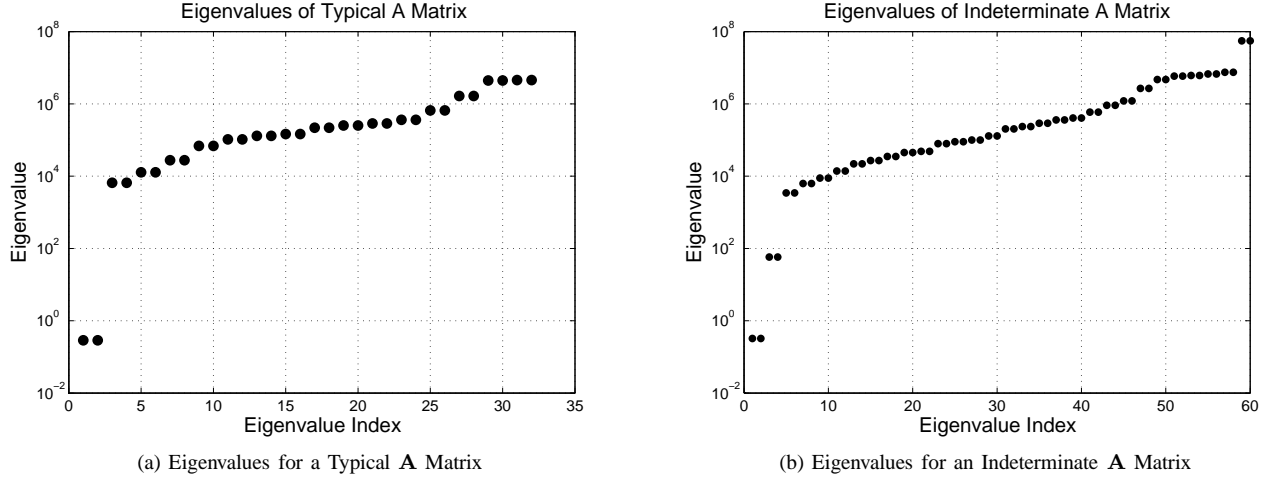 Eigenvalues of Typical A Matrix
10^8
10^6
10^4
10^2
10^0
10^-2
Eigenvalue
0 5 10 15 20 25 30 35
Eigenvalue Index
(a) Eigenvalues for a Typical A Matrix
Eigenvalues of Indeterminate A Matrix
10^8
10^6
10^4
10^2
10^0
10^-2
Eigenvalue
0 10 20 30 40 50 60
Eigenvalue Index
(b) Eigenvalues for an Indeterminate A Matrix